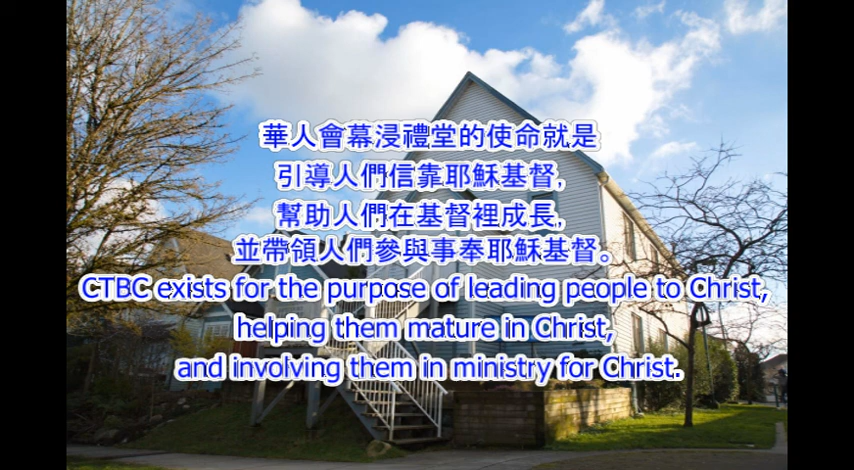 華人會幕浸禮堂的使命就是
引導人們信靠耶穌基督,
幫助人們在基督裡成長,
並帶領人們參與事奉耶穌基督。
CTBC exists for the purpose of leading people to Christ,
helping them mature in Christ,
and involving them in ministry for Christ.